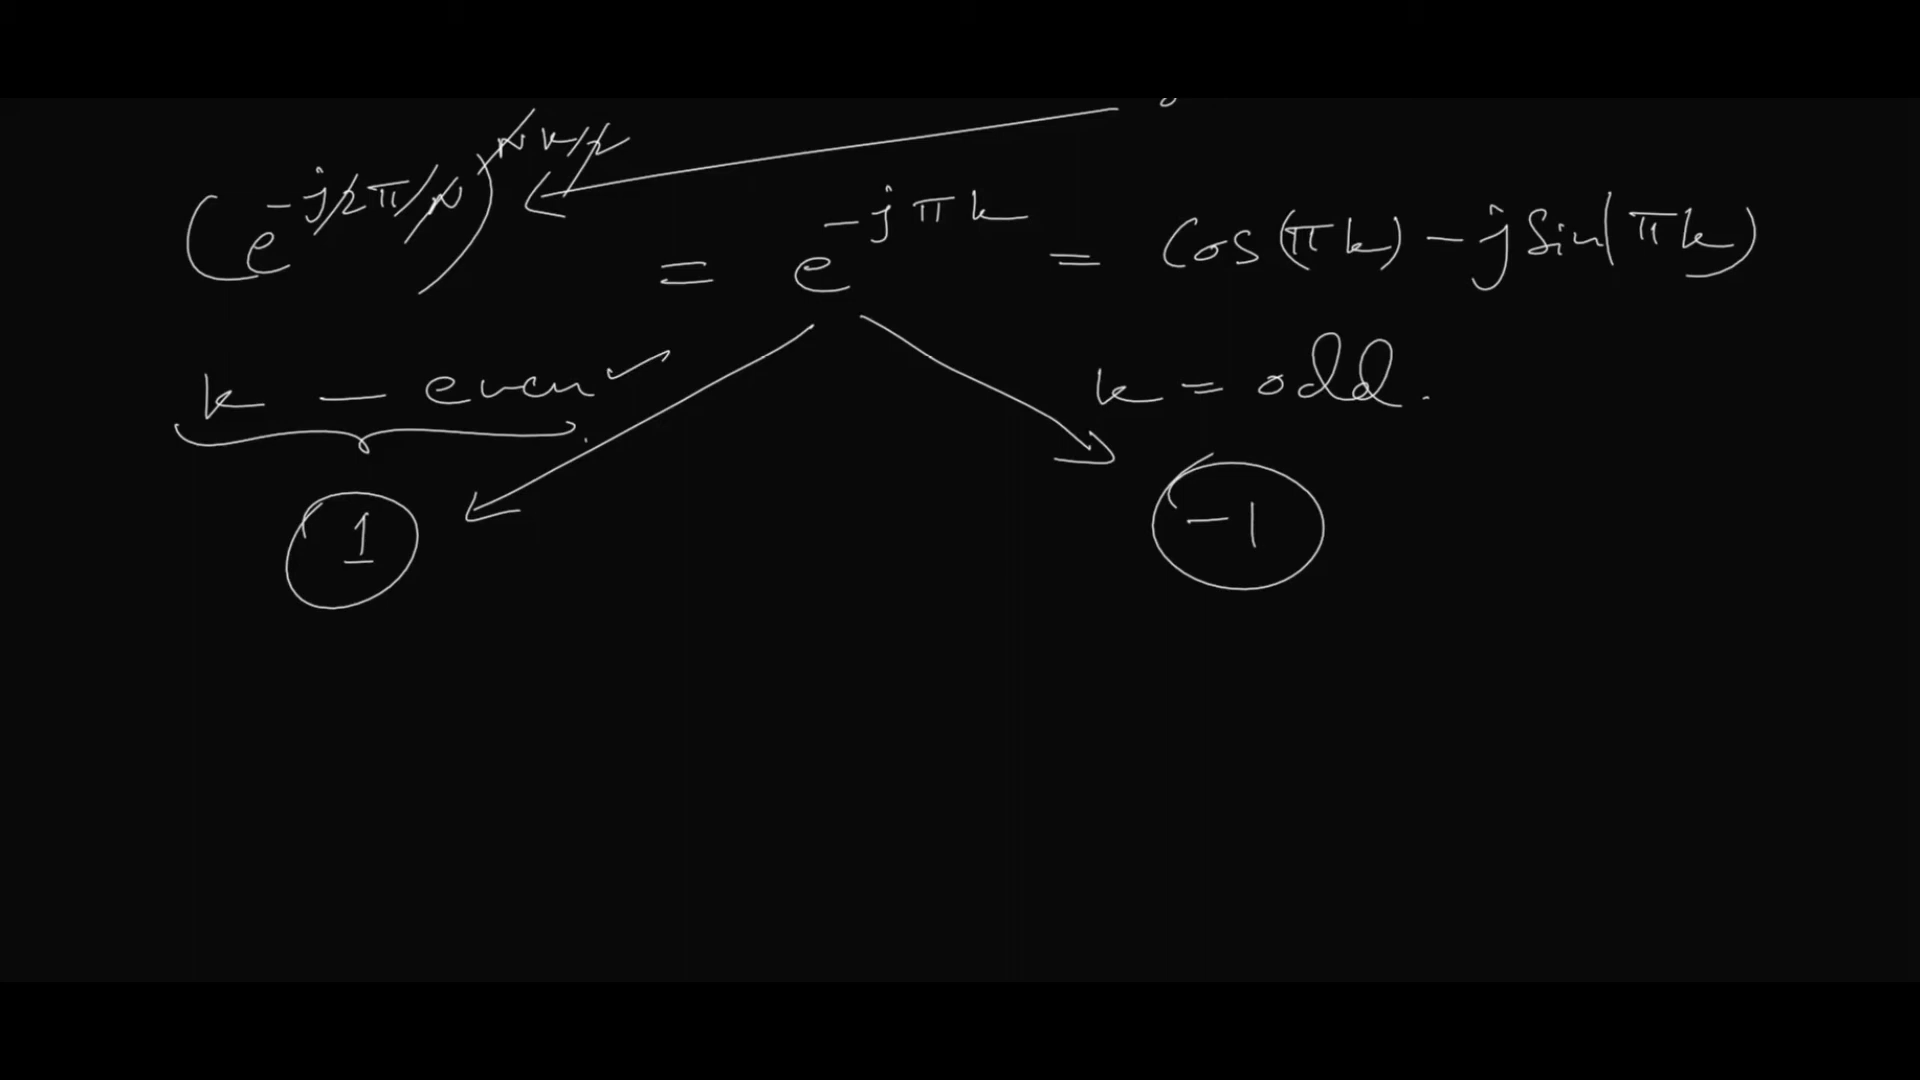 (e^{-j2π/N})^{Nk/2} = e^{-jπk} = Cos(πk) - j Sin(πk)
k — even ✓ k = odd.
1 -1